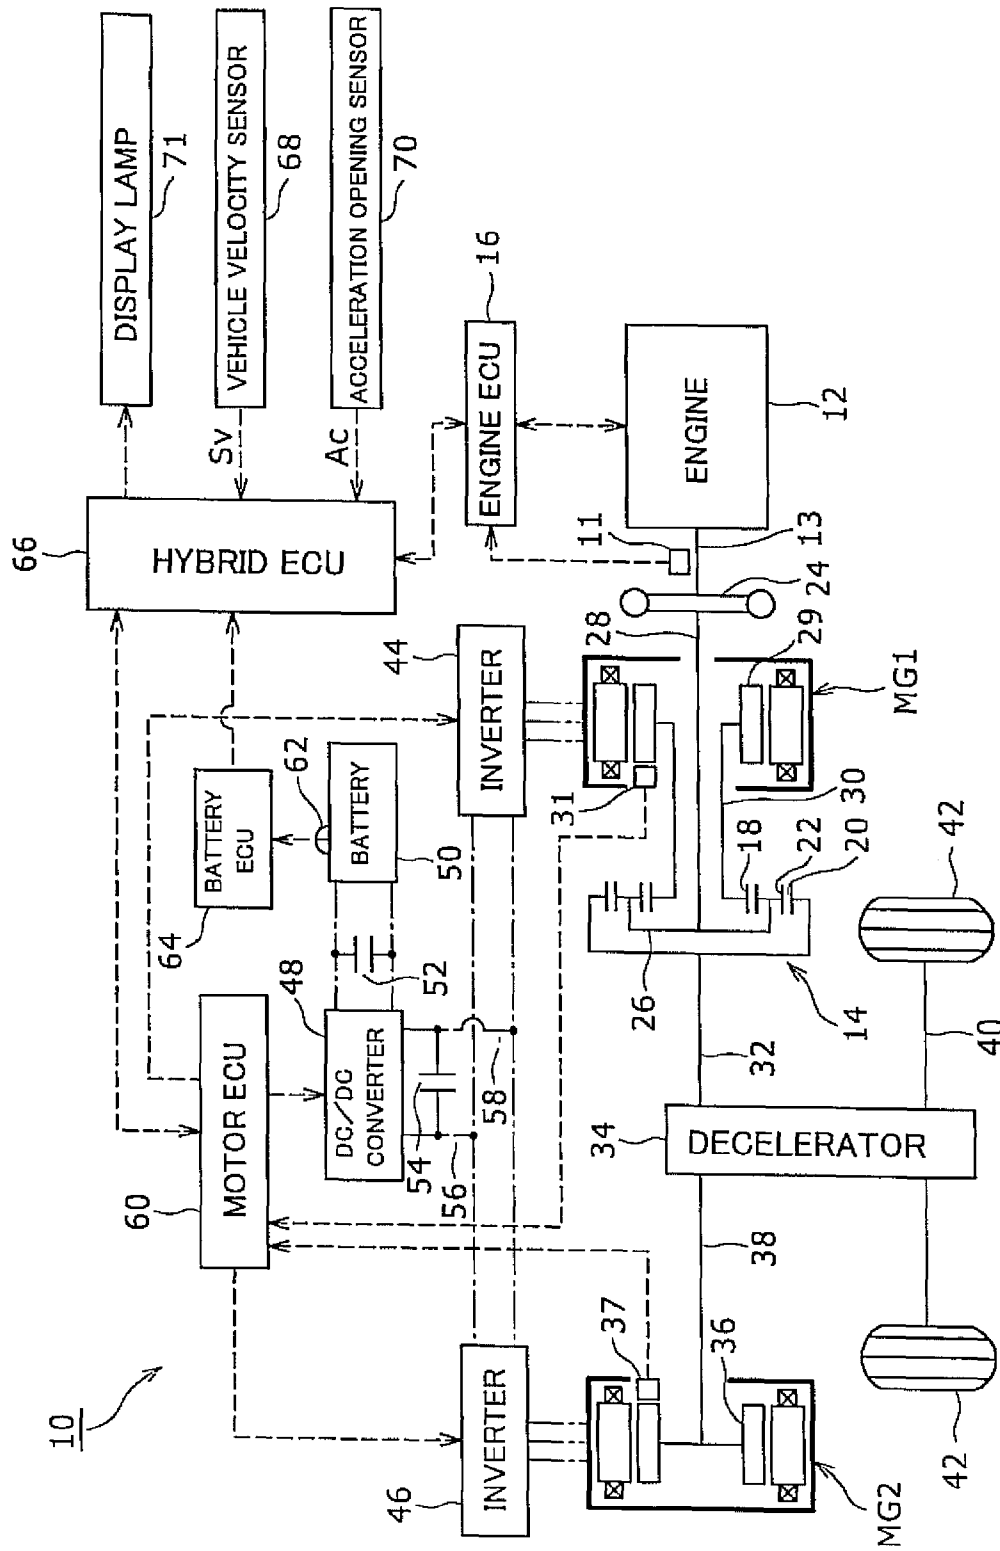 10
66
HYBRID ECU
DISPLAY LAMP
71
VEHICLE VELOCITY SENSOR
68
Sv
ACCELERATION OPENING SENSOR
70
Ac
60
MOTOR ECU
64
BATTERY
ECU
62
BATTERY
50
52
48
DC/DC
CONVERTER
54
56
58
44
INVERTER
46
INVERTER
ENGINE ECU
16
ENGINE
12
11
13
24
28
29
MG1
31
30
18
22
20
26
14
32
34
DECELERATOR
38
37
36
MG2
40
42
42